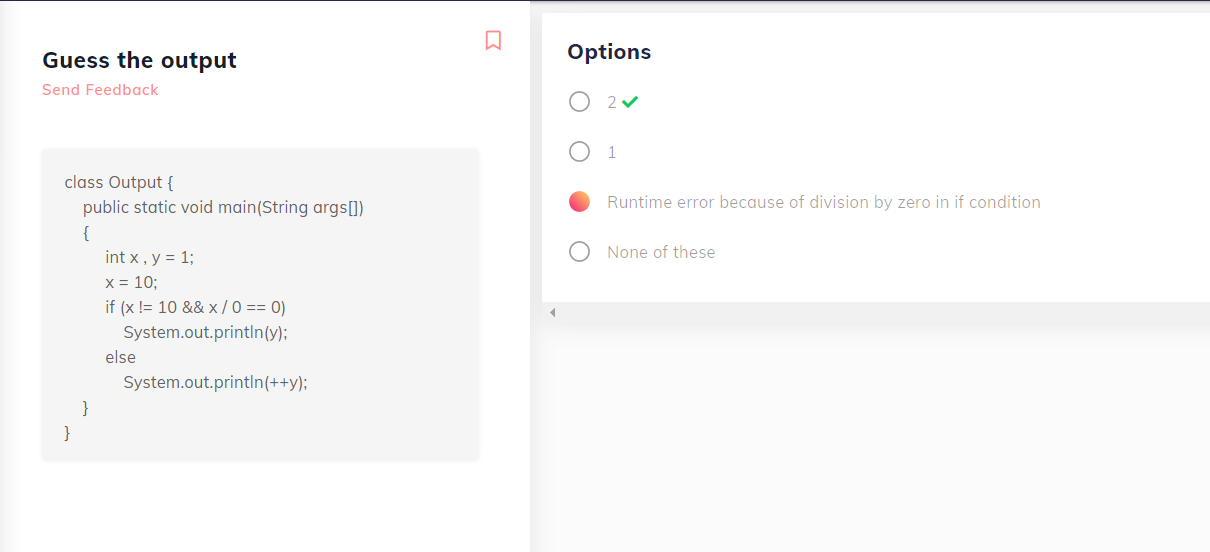 Guess the output
Send Feedback
class Output {
public static void main(String args[])
{
int x , y = 1;
x = 10;
if (x != 10 && x / 0 == 0)
System.out.println(y);
else
System.out.println(++y);
}
}
Options
2
1
Runtime error because of division by zero in if condition
None of these